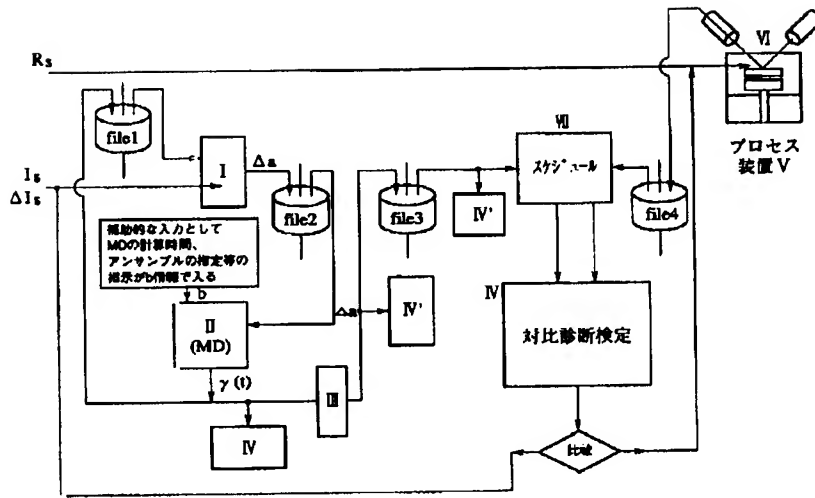 Rs
VI
file1
プロセス
装置V
VII
Is
ΔIs
I
Δa
file2
file3
スケジュール
IV'
file4
補助的な入力として
MDの計算時間、
アンサンブルの指定等の
指示がb情報で入る
b
II
(MD)
Δa
IV'
IV
対比診断検定
γ(t)
III
IV
比較